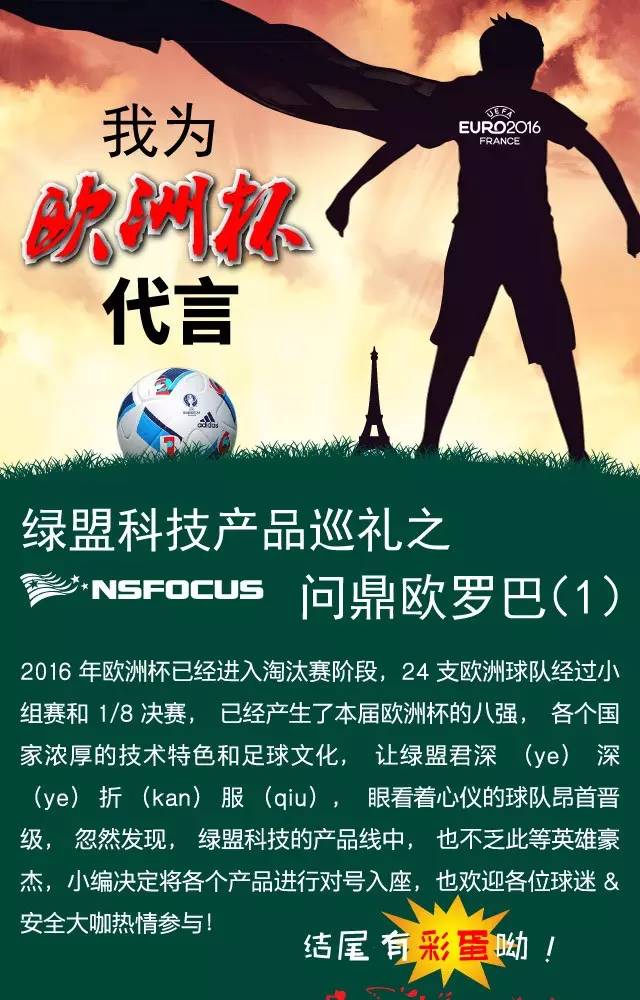 我为
欧洲杯
代言
UEFA
EURO2016
FRANCE
adidas
绿盟科技产品巡礼之
NSFOCUS 问鼎欧罗巴(1)
2016 年欧洲杯已经进入淘汰赛阶段，24 支欧洲球队经过小
组赛和 1/8 决赛， 已经产生了本届欧洲杯的八强， 各个国
家浓厚的技术特色和足球文化， 让绿盟君深 （ye） 深
（ye） 折 （kan） 服 （qiu）， 眼看着心仪的球队昂首晋
级， 忽然发现， 绿盟科技的产品线中， 也不乏此等英雄豪
杰，小编决定将各个产品进行对号入座，也欢迎各位球迷 &
安全大咖热情参与！
结尾有彩蛋呦！